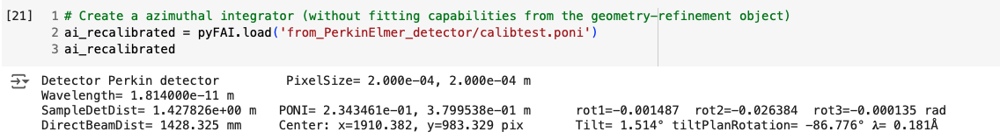 [21] 1 # Create a azimuthal integrator (without fitting capabilities from the geometry-refinement object)
2 ai_recalibrated = pyFAI.load('from_PerkinElmer_detector/calibtest.poni')
3 ai_recalibrated
Detector Perkin detector PixelSize= 2.000e-04, 2.000e-04 m
Wavelength= 1.814000e-11 m
SampleDetDist= 1.427826e+00 m PONI= 2.343461e-01, 3.799538e-01 m rot1=-0.001487 rot2=-0.026384 rot3=-0.000135 rad
DirectBeamDist= 1428.325 mm Center: x=1910.382, y=983.329 pix Tilt= 1.514° tiltPlanRotation= -86.776° λ= 0.181Å